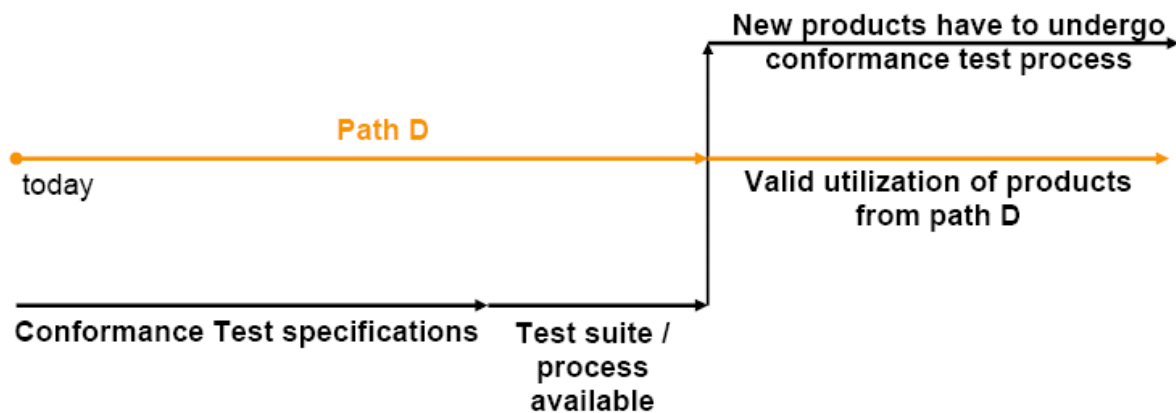 New products have to undergo
conformance test process
Path D
today
Valid utilization of products
from path D
Conformance Test specifications
Test suite /
process
available